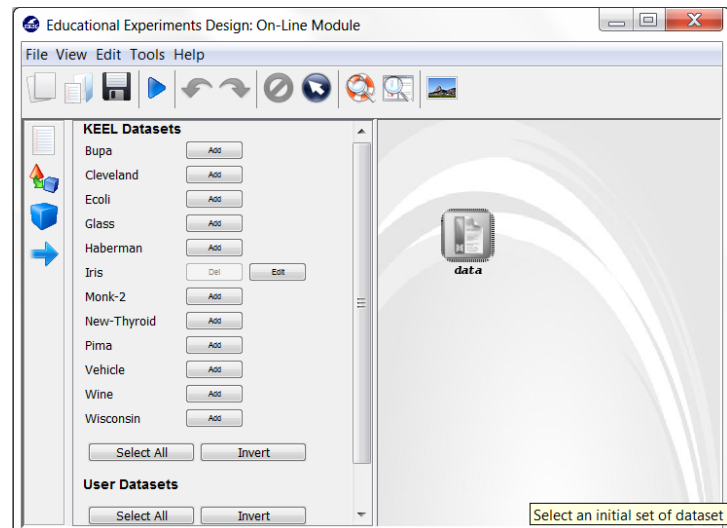 Educational Experiments Design: On-Line Module
File View Edit Tools Help
KEEL Datasets
Bupa Add
Cleveland Add
Ecoli Add
Glass Add
Haberman Add
Iris Del Edit
Monk-2 Add
New-Thyroid Add
Pima Add
Vehicle Add
Wine Add
Wisconsin Add
Select All Invert
User Datasets
Select All Invert
data
Select an initial set of dataset